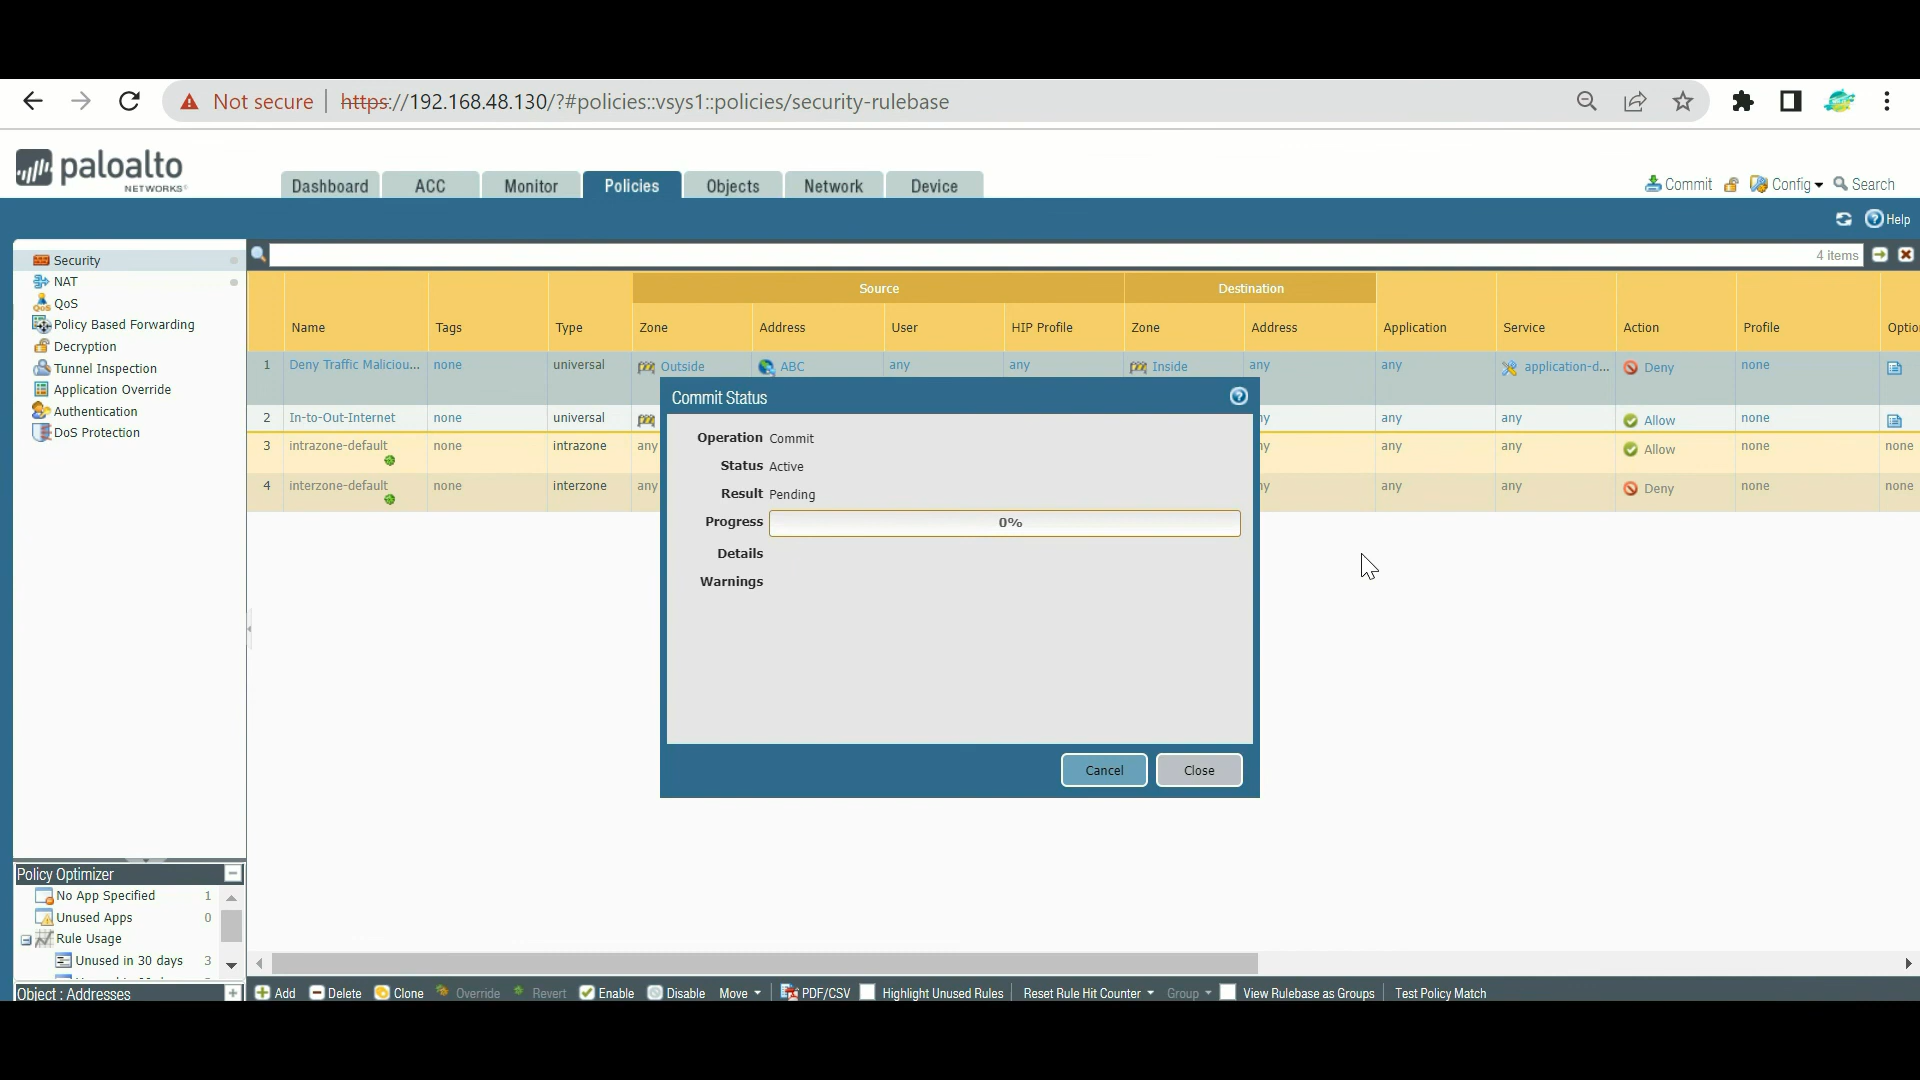 Not secure | https://192.168.48.130/?#policies::vsys1::policies/security-rulebase
paloalto
NETWORKS
Dashboard ACC Monitor Policies Objects Network Device
Commit Config Search
Help
4 items
Security
NAT
QoS
Policy Based Forwarding
Decryption
Tunnel Inspection
Application Override
Authentication
DoS Protection
Source Destination
Name Tags Type Zone Address User HIP Profile Zone Address Application Service Action Profile Optio
1 Deny Traffic Maliciou... none universal Outside ABC any any Inside any any application-d... Deny none
2 In-to-Out-Internet none universal ny any any Allow none
3 intrazone-default none intrazone any ny any any Allow none none
4 interzone-default none interzone any ny any any Deny none none
Commit Status
Operation Commit
Status Active
Result Pending
Progress 0%
Details
Warnings
Cancel Close
Policy Optimizer
No App Specified 1
Unused Apps 0
Rule Usage
Unused in 30 days 3
Object : Addresses
Add Delete Clone Override Revert Enable Disable Move PDF/CSV Highlight Unused Rules Reset Rule Hit Counter Group View Rulebase as Groups Test Policy Match